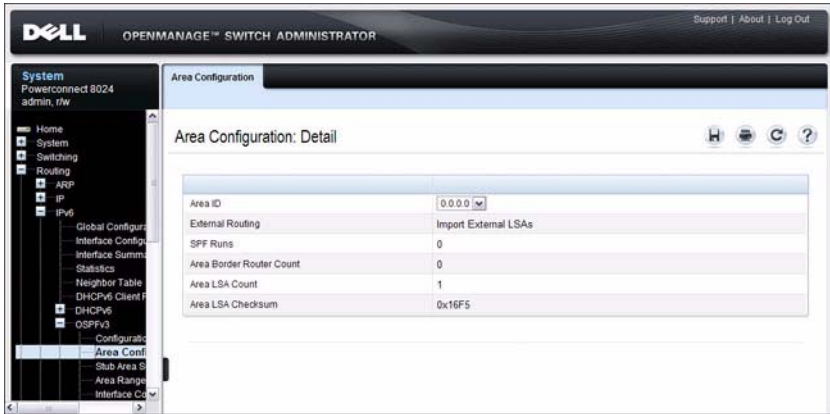 DELL
OPENMANAGE™ SWITCH ADMINISTRATOR
Support | About | Log Out
System
Powerconnect 8024
admin, r/w
Home
System
Switching
Routing
ARP
IP
IPv6
Global Configura
Interface Configu
Interface Summa
Statistics
Neighbor Table
DHCPv6 Client F
DHCPv6
OSPFv3
Configuratio
Area Confi
Stub Area S
Area Range
Interface Co
Area Configuration
Area Configuration: Detail
Area ID 0.0.0.0
External Routing Import External LSAs
SPF Runs 0
Area Border Router Count 0
Area LSA Count 1
Area LSA Checksum 0x16F5